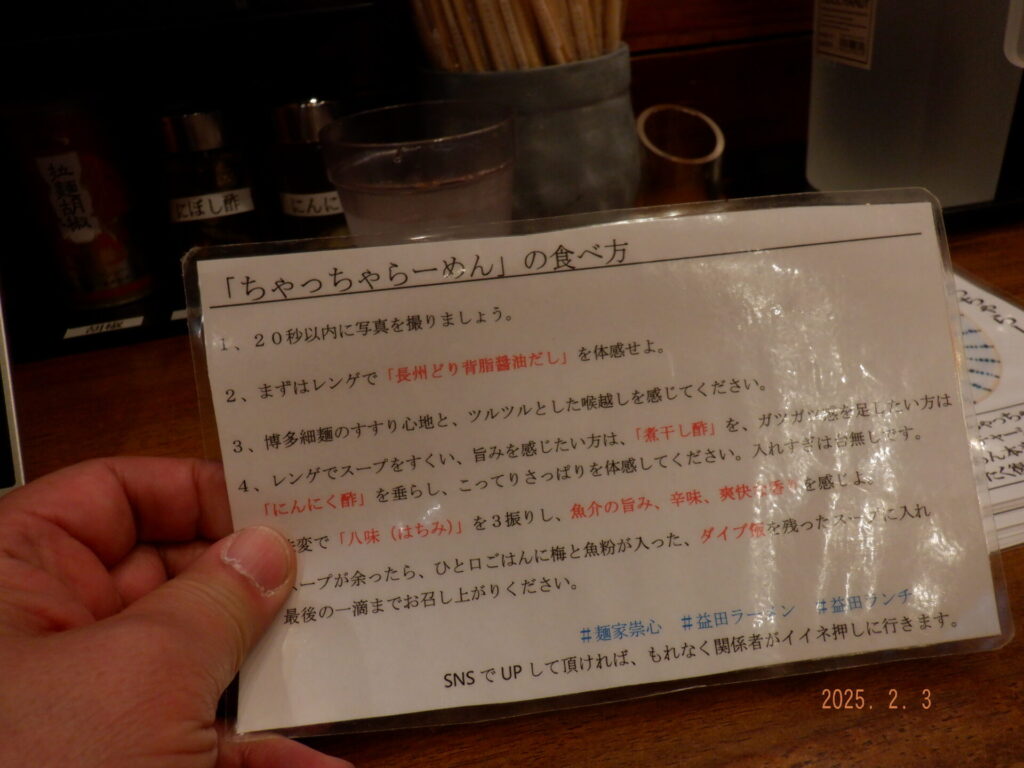 「ちゃっちゃらーめん」の食べ方
1、20秒以内に写真を撮りましょう。
2、まずはレンゲで「長州どり背脂醤油だし」を体感せよ。
3、博多細麺のすすり心地と、ツルツルとした喉越しを感じてください。
4、レンゲでスープをすくい、旨みを感じたい方は、「煮干し酢」を、ガツガツ感を足したい方は
「にんにく酢」を垂らし、こってりさっぱりを体感してください。入れすぎは台無しです。
変で「八味（はちみ）」を３振りし、魚介の旨み、辛味、爽快な香りを感じよ。
ープが余ったら、ひと口ごはんに梅と魚粉が入った、ダイブ飯を残ったスープに入れ
最後の一滴までお召し上がりください。
＃麺家崇心　＃益田ラーメン　＃益田ランチ
SNSでUPして頂ければ、もれなく関係者がイイネ押しに行きます。
拉麺胡椒
にぼし酢
にんに
胡椒
2025. 2. 3